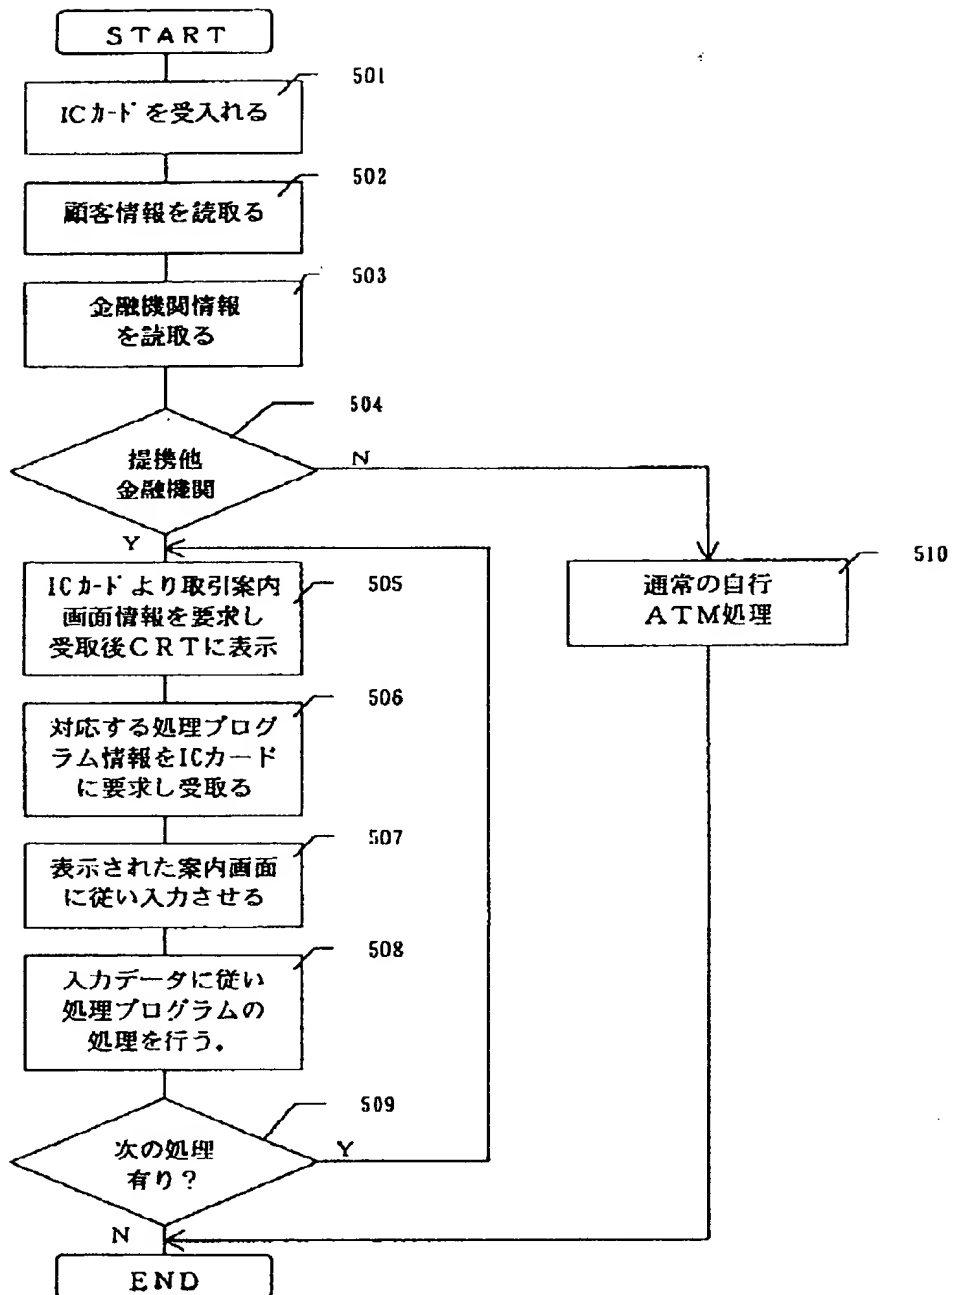 START
501
ICカードを受入れる
502
顧客情報を読取る
503
金融機関情報
を読取る
504
提携他
金融機関
N
Y
505
ICカードより取引案内
画面情報を要求し
受取後CRTに表示
510
通常の自行
ATM処理
506
対応する処理プログ
ラム情報をICカード
に要求し受取る
507
表示された案内画面
に従い入力させる
508
入力データに従い
処理プログラムの
処理を行う.
509
次の処理
有り?
Y
N
END